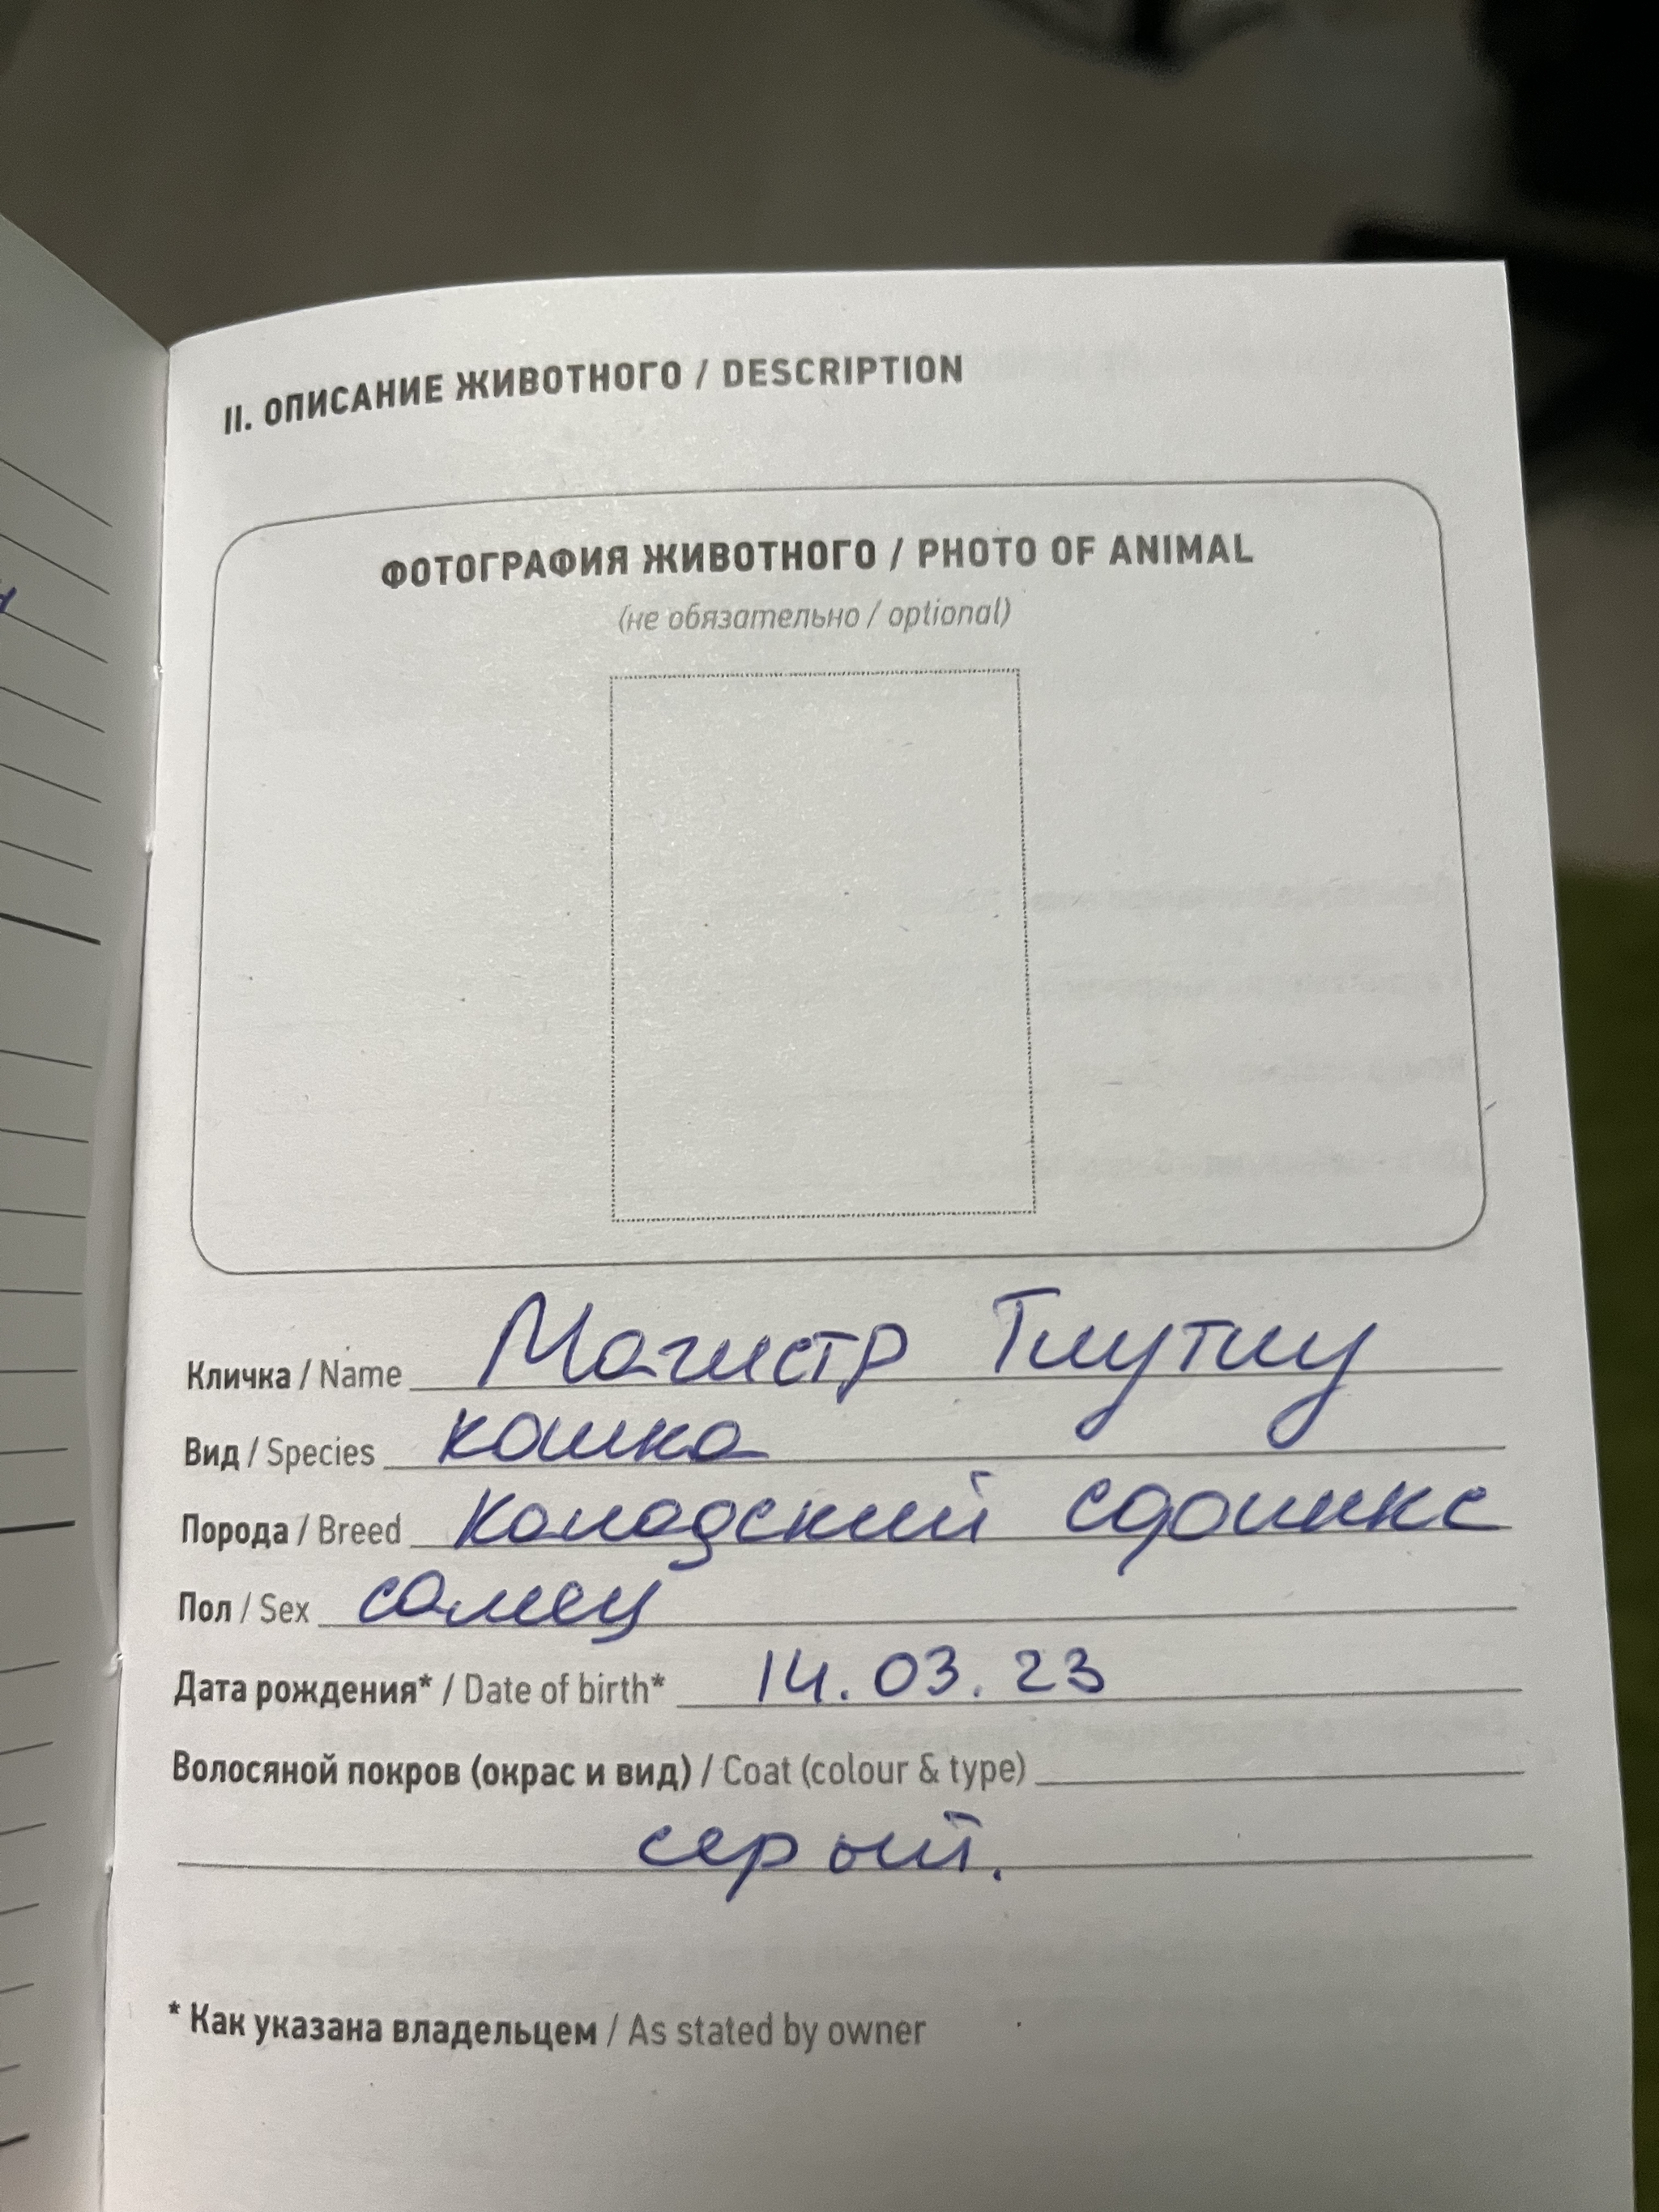 II. ОПИСАНИЕ ЖИВОТНОГО / DESCRIPTION
ФОТОГРАФИЯ ЖИВОТНОГО / PHOTO OF ANIMAL
(не обязательно / optional)
Кличка / Name Магистр Тиутиу
Вид / Species кошка
Порода / Breed Канадский сфинкс
Пол / Sex самец
Дата рождения* / Date of birth* 14.03.23
Волосяной покров (окрас и вид) / Coat (colour & type)
серый.
* Как указана владельцем / As stated by owner